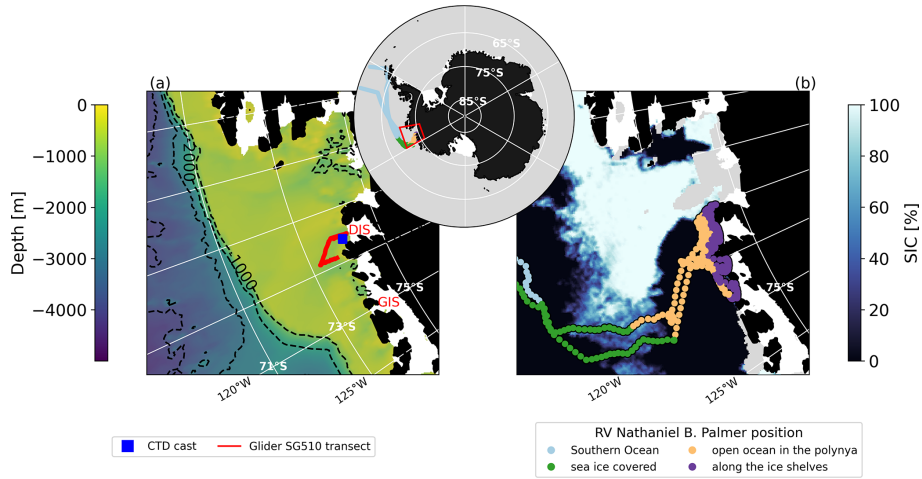 65°S
75°S
85°S
(a)
(b)
0
−1000
−2000
−3000
−4000
Depth [m]
2000
1000
DIS
GIS
75°S
73°S
71°S
120°W
125°W
75°S
120°W
125°W
100
80
60
40
20
0
SIC [%]
CTD cast
Glider SG510 transect
RV Nathaniel B. Palmer position
Southern Ocean
open ocean in the polynya
sea ice covered
along the ice shelves